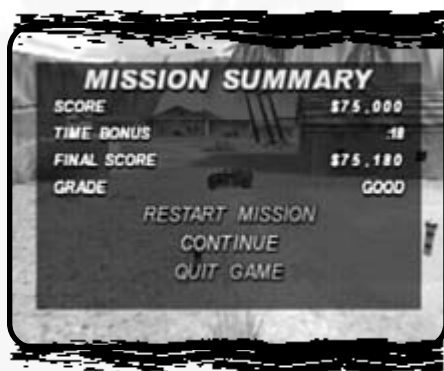 MISSION SUMMARY
SCORE $75,000
TIME BONUS :18
FINAL SCORE $75,180
GRADE GOOD
RESTART MISSION
CONTINUE
QUIT GAME